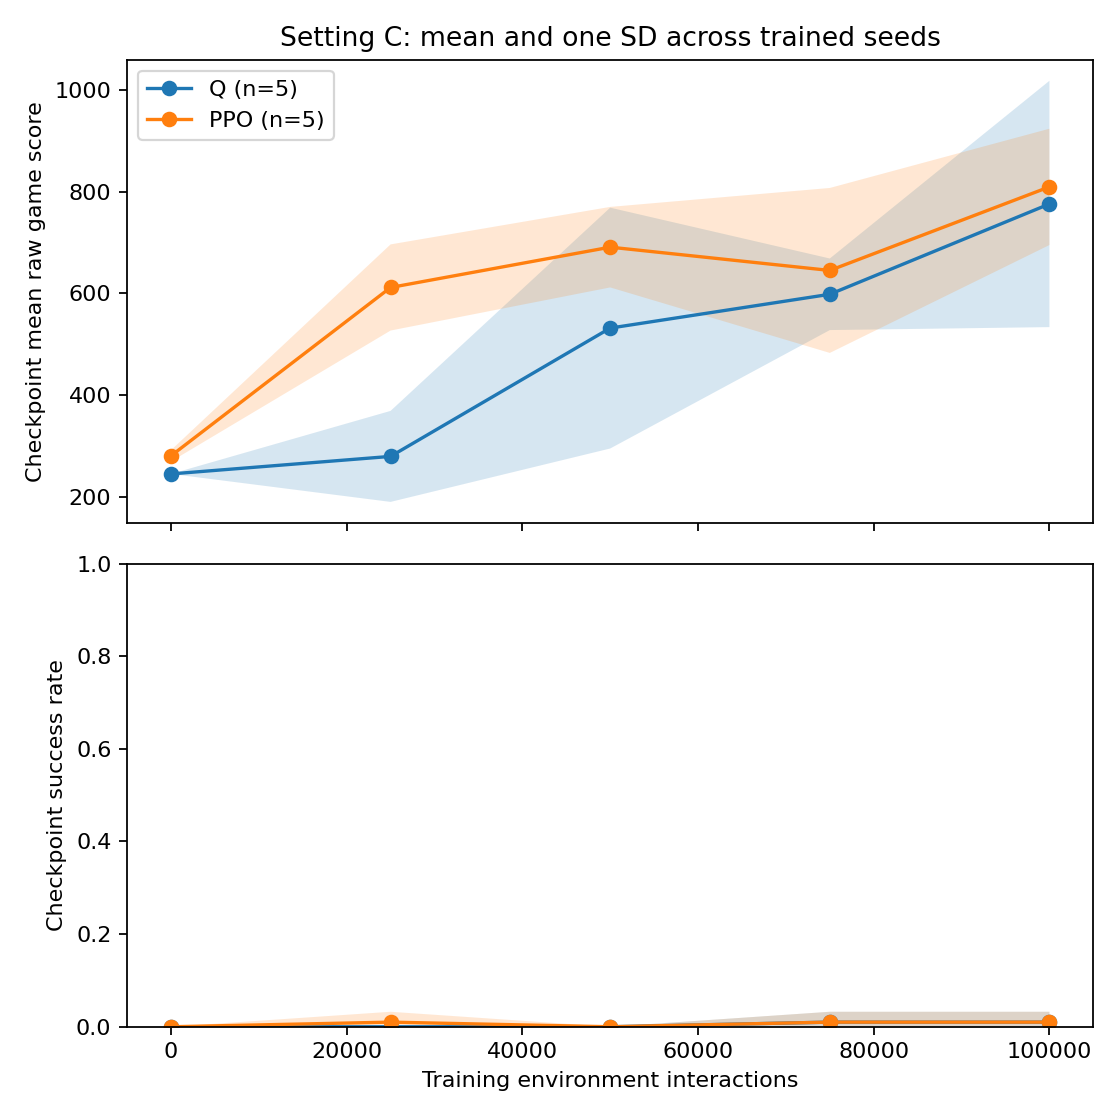 Setting C: mean and one SD across trained seeds
Q (n=5)
PPO (n=5)
Checkpoint mean raw game score
1000
800
600
400
200
Checkpoint success rate
1.0
0.8
0.6
0.4
0.2
0.0
0
20000
40000
60000
80000
100000
Training environment interactions